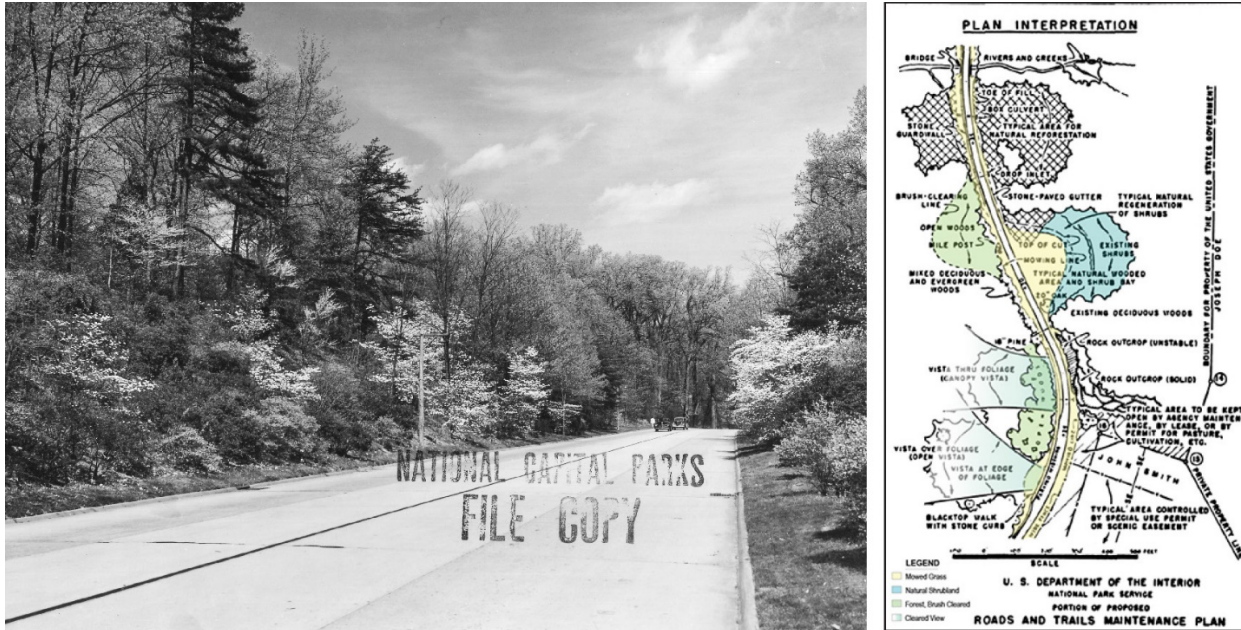 NATIONAL CAPITAL PARKS
FILE COPY
PLAN INTERPRETATION
BRIDGE
RIVERS AND CREEKS
TOE OF FILL
BOX CULVERT
STONE
GUARDWALL
TYPICAL AREA FOR
NATURAL REFORESTATION
DROP INLET
BRUSH-CLEARING
LINE
STONE-PAVED GUTTER
TYPICAL NATURAL
REGENERATION
OF SHRUBS
OPEN WOODS
MILE POST
TOP OF CUT
MOWING LINE
EXISTING
SHRUBS
MIXED DECIDUOUS
AND EVERGREEN
WOODS
TYPICAL NATURAL WOODED
AREA AND SHRUB BAY
20" OAK
EXISTING DECIDUOUS WOODS
BOUNDARY FOR PROPERTY OF THE UNITED STATES GOVERNMENT
JOSEPH DOE
18" PINE
ROCK OUTCROP (UNSTABLE)
VISTA THRU FOLIAGE
(CANOPY VISTA)
ROCK OUTCROP (SOLID)
14
TYPICAL AREA TO BE KEPT
OPEN BY AGENCY MAINTEN-
ANCE, BY LEASE, OR BY
PERMIT FOR PASTURE,
CULTIVATION, ETC.
VISTA OVER FOLIAGE
(OPEN VISTA)
VISTA AT EDGE
OF FOLIAGE
JOHN SMITH
PRIVATE PROPERTY LINE
BLACKTOP WALK
WITH STONE CURB
TYPICAL AREA CONTROLLED
BY SPECIAL USE PERMIT
OR SCENIC EASEMENT
SCALE
LEGEND
Mowed Grass
Natural Shrubland
Forest, Brush Cleared
Cleared View
U. S. DEPARTMENT OF THE INTERIOR
NATIONAL PARK SERVICE
PORTION OF PROPOSED
ROADS AND TRAILS MAINTENANCE PLAN